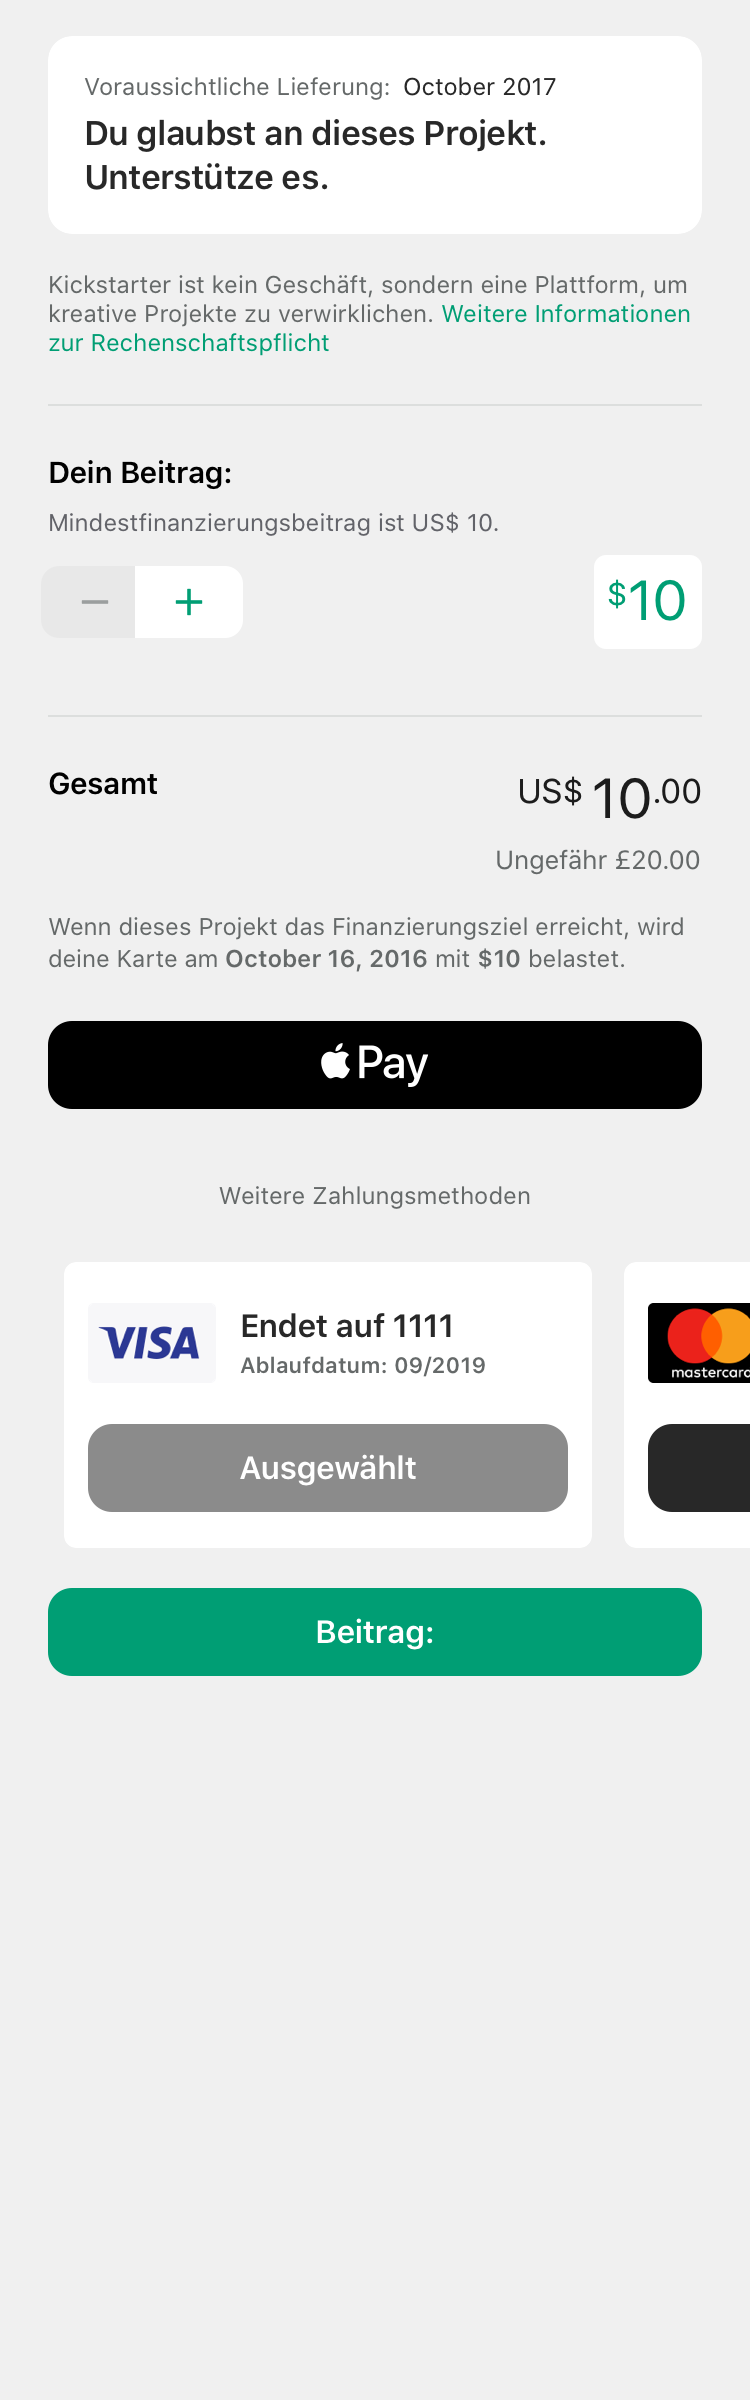 Voraussichtliche Lieferung: October 2017
Du glaubst an dieses Projekt.
Unterstütze es.
Kickstarter ist kein Geschäft, sondern eine Plattform, um
kreative Projekte zu verwirklichen. Weitere Informationen
zur Rechenschaftspflicht
Dein Beitrag:
Mindestfinanzierungsbeitrag ist US$ 10.
− +
$10
Gesamt
US$ 10.00
Ungefähr £20.00
Wenn dieses Projekt das Finanzierungsziel erreicht, wird
deine Karte am October 16, 2016 mit $10 belastet.
Pay
Weitere Zahlungsmethoden
VISA
Endet auf 1111
Ablaufdatum: 09/2019
Ausgewählt
mastercard
Beitrag: